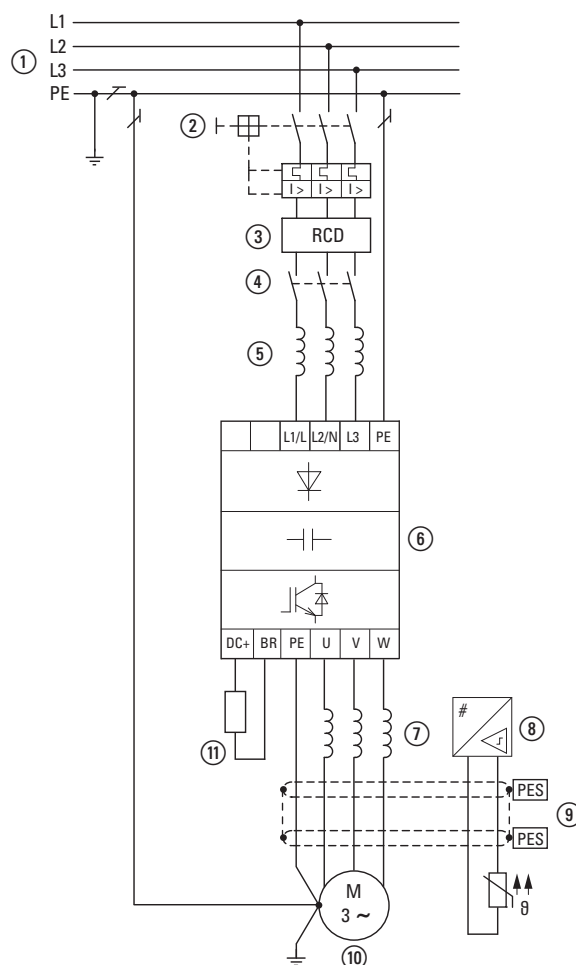 L1
L2
① L3
PE
②
I > I > I >
③ RCD
④
⑤
L1/L L2/N L3 PE
⑥
DC+ BR PE U V W
# ⑧
⑦
⑪
PES
⑨
PES
M
3 ~
ϑ
⑩